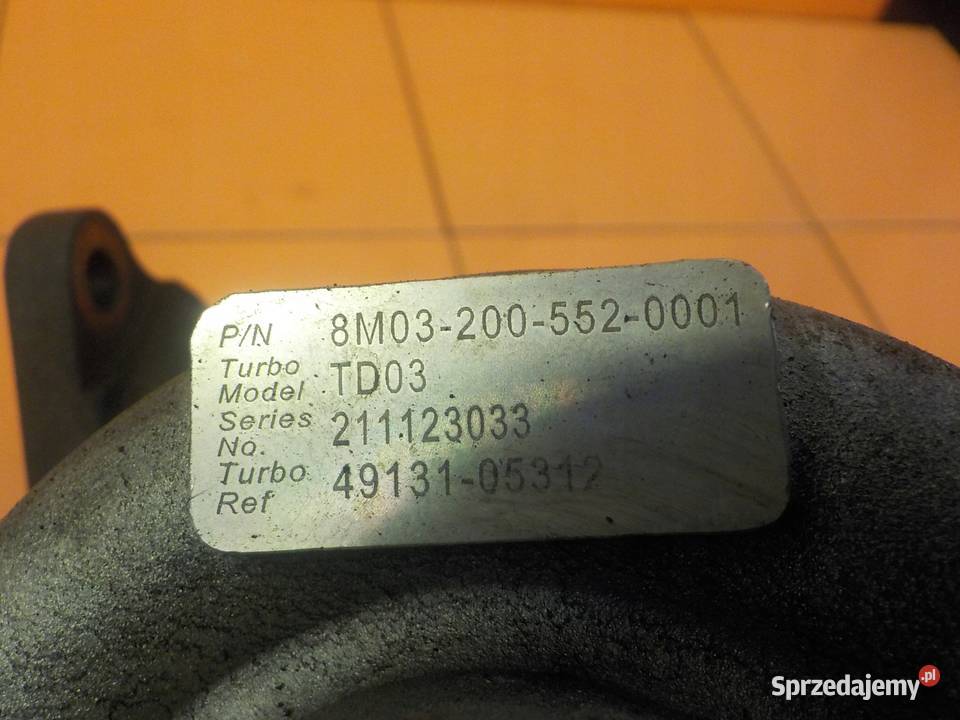 P/N 8M03-200-552-0001
Turbo
Model TD03
Series
No. 211123033
Turbo
Ref 49131-05312
Sprzedajemy.pl